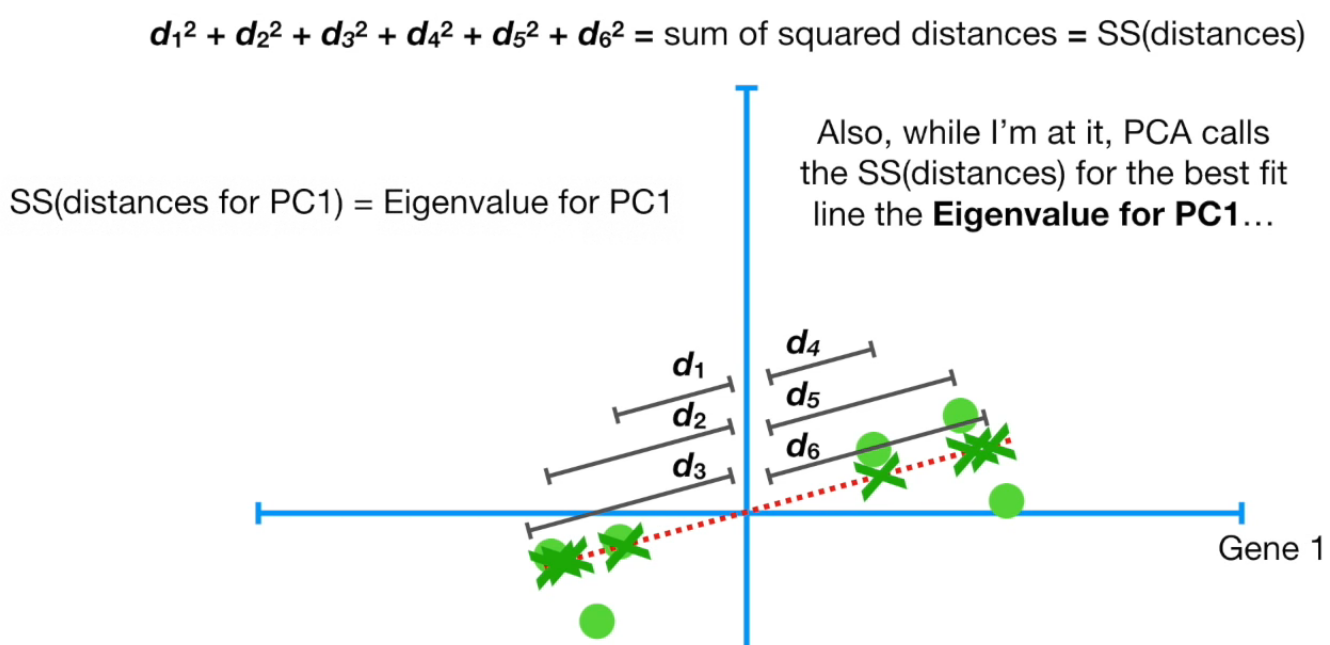 d₁² + d₂² + d₃² + d₄² + d₅² + d₆² = sum of squared distances = SS(distances)
Also, while I'm at it, PCA calls
the SS(distances) for the best fit
line the Eigenvalue for PC1…
SS(distances for PC1) = Eigenvalue for PC1
d₁
d₂
d₃
d₄
d₅
d₆
Gene 1